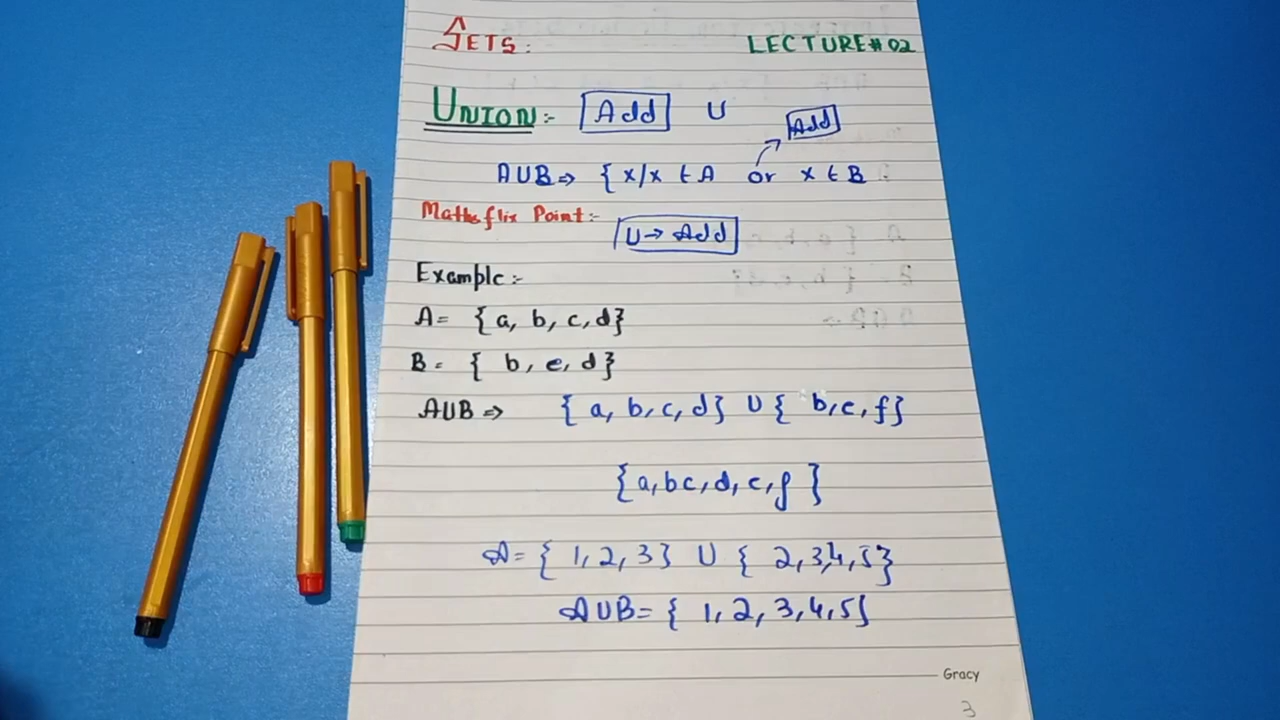 SETS: LECTURE# 02
UNION:- Add U
Add
AUB⇒ {x/x ∈ A or x ∈ B
Mathsflix Point:-
U→ Add
Example:-
A= {a, b, c, d}
B= { b, e, d}
AUB⇒ { a, b, c, d} U { b, e, f}
{a, bc, d, e, f }
A= { 1, 2, 3} U { 2, 3, 4, 5}
AUB= { 1, 2, 3, 4, 5}
Gracy
3